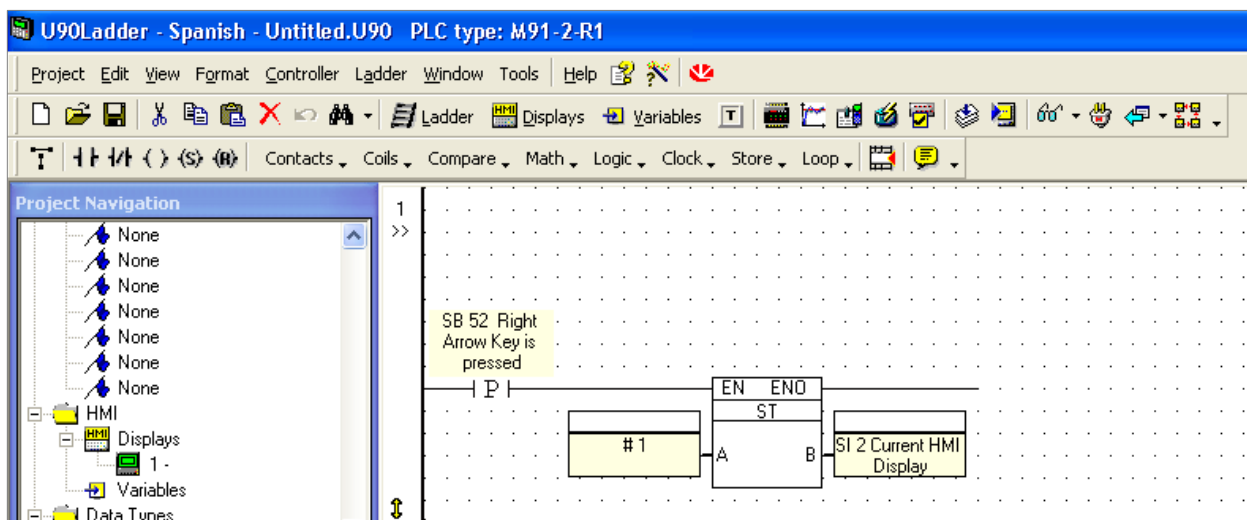 U90Ladder - Spanish - Untitled.U90 PLC type: M91-2-R1
Project Edit View Format Controller Ladder Window Tools Help
Ladder HMI Displays Variables T
T (S) (R) Contacts Coils Compare Math Logic Clock Store Loop
Project Navigation
None
None
None
None
None
None
None
HMI
HMI Displays
1 -
Variables
Data Types
1
>>
SB 52 Right
Arrow Key is
pressed
P
EN ENO
ST
# 1
A B
SI 2 Current HMI
Display